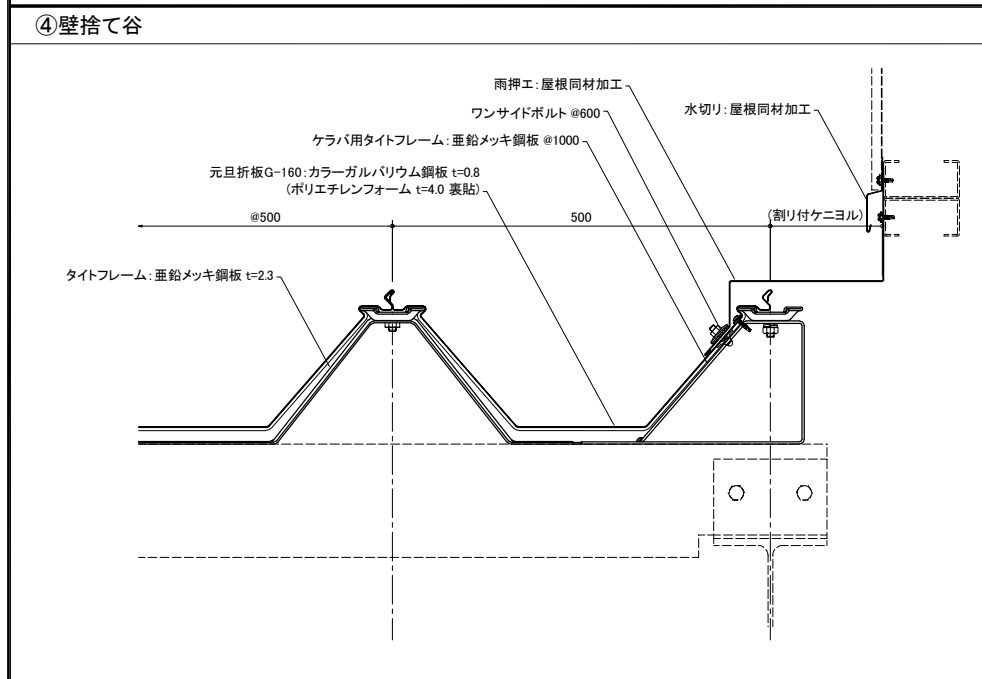 ④壁捨て谷
雨押エ:屋根同材加工
ワンサイドボルト @600
水切リ:屋根同材加工
ケラバ用タイトフレーム:亜鉛メッキ鋼板 @1000
元旦折板G-160:カラーガルバリウム鋼板 t=0.8
(ポリエチレンフォーム t=4.0 裏貼)
@500
500
(割リ付ケニヨル)
タイトフレーム:亜鉛メッキ鋼板 t=2.3